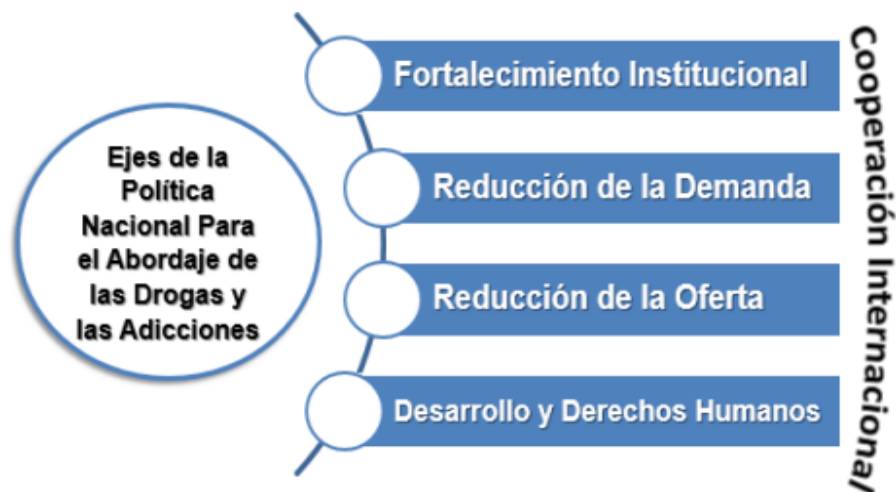 Ejes de la
Política
Nacional Para
el Abordaje de
las Drogas y
las Adicciones
Fortalecimiento Institucional
Reducción de la Demanda
Reducción de la Oferta
Desarrollo y Derechos Humanos
Cooperación Internacional